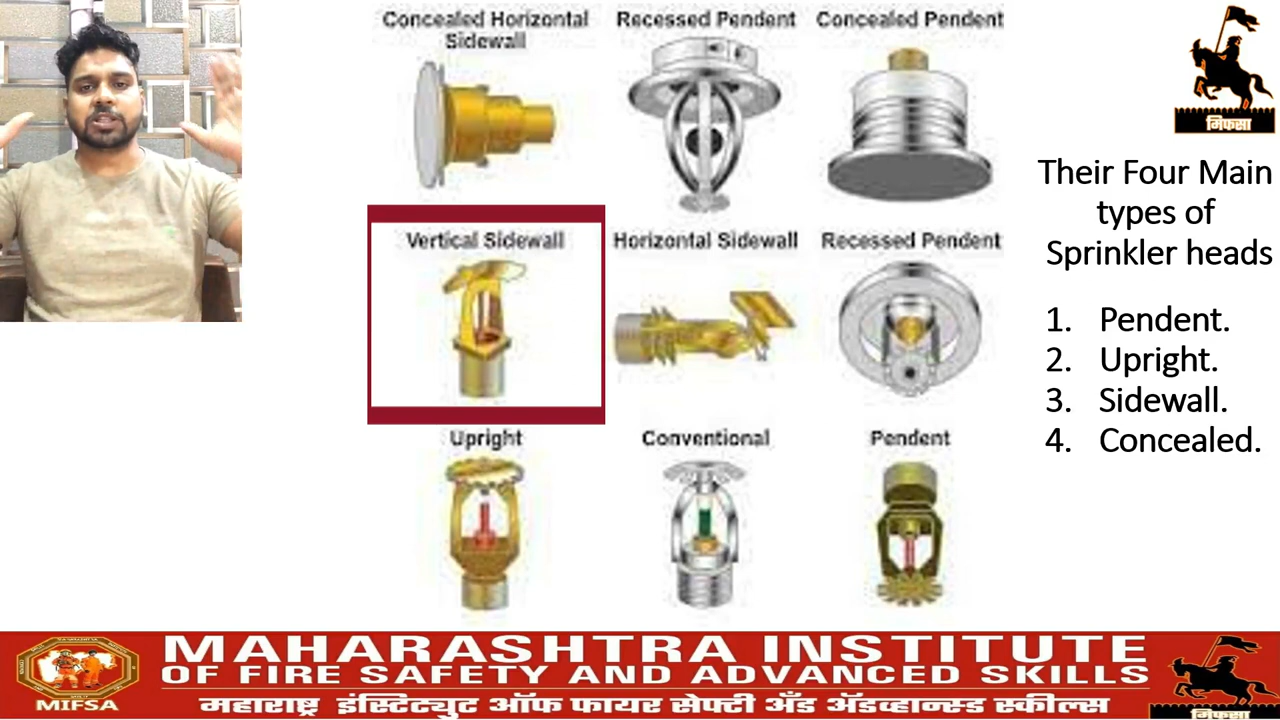 Concealed Horizontal
Sidewall
Recessed Pendent
Concealed Pendent
मिफसा
Their Four Main
types of
Sprinkler heads
1. Pendent.
2. Upright.
3. Sidewall.
4. Concealed.
Vertical Sidewall
Horizontal Sidewall
Recessed Pendent
Upright
Conventional
Pendent
MAHARASHTRA INSTITUTE
OF FIRE SAFETY AND ADVANCED SKILLS
महाराष्ट्र इंस्टिट्युट ऑफ फायर सेफ्टी अँड अ‍ॅडव्हान्स्ड स्कील्स
MIFSA
मिफसा